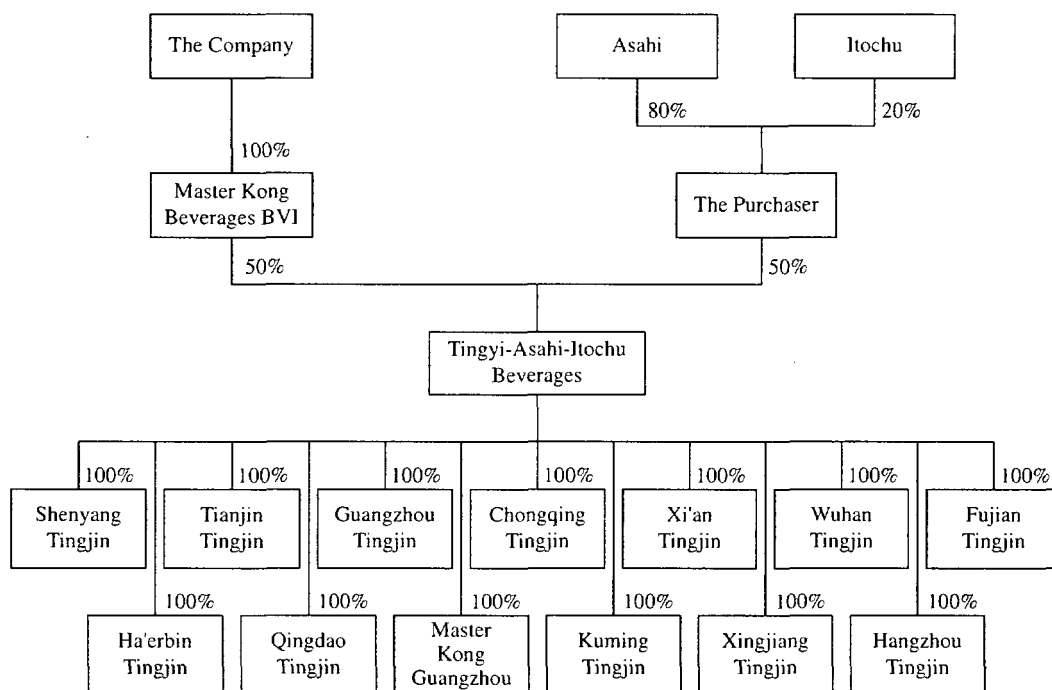 The Company
Asahi
Itochu
80%
20%
100%
Master Kong
Beverages BVI
The Purchaser
50%
50%
Tingyi-Asahi-Itochu
Beverages
100%
100%
100%
100%
100%
100%
100%
Shenyang
Tingjin
Tianjin
Tingjin
Guangzhou
Tingjin
Chongqing
Tingjin
Xi'an
Tingjin
Wuhan
Tingjin
Fujian
Tingjin
100%
100%
100%
100%
100%
100%
Ha'erbin
Tingjin
Qingdao
Tingjin
Master
Kong
Guangzhou
Kuming
Tingjin
Xingjiang
Tingjin
Hangzhou
Tingjin